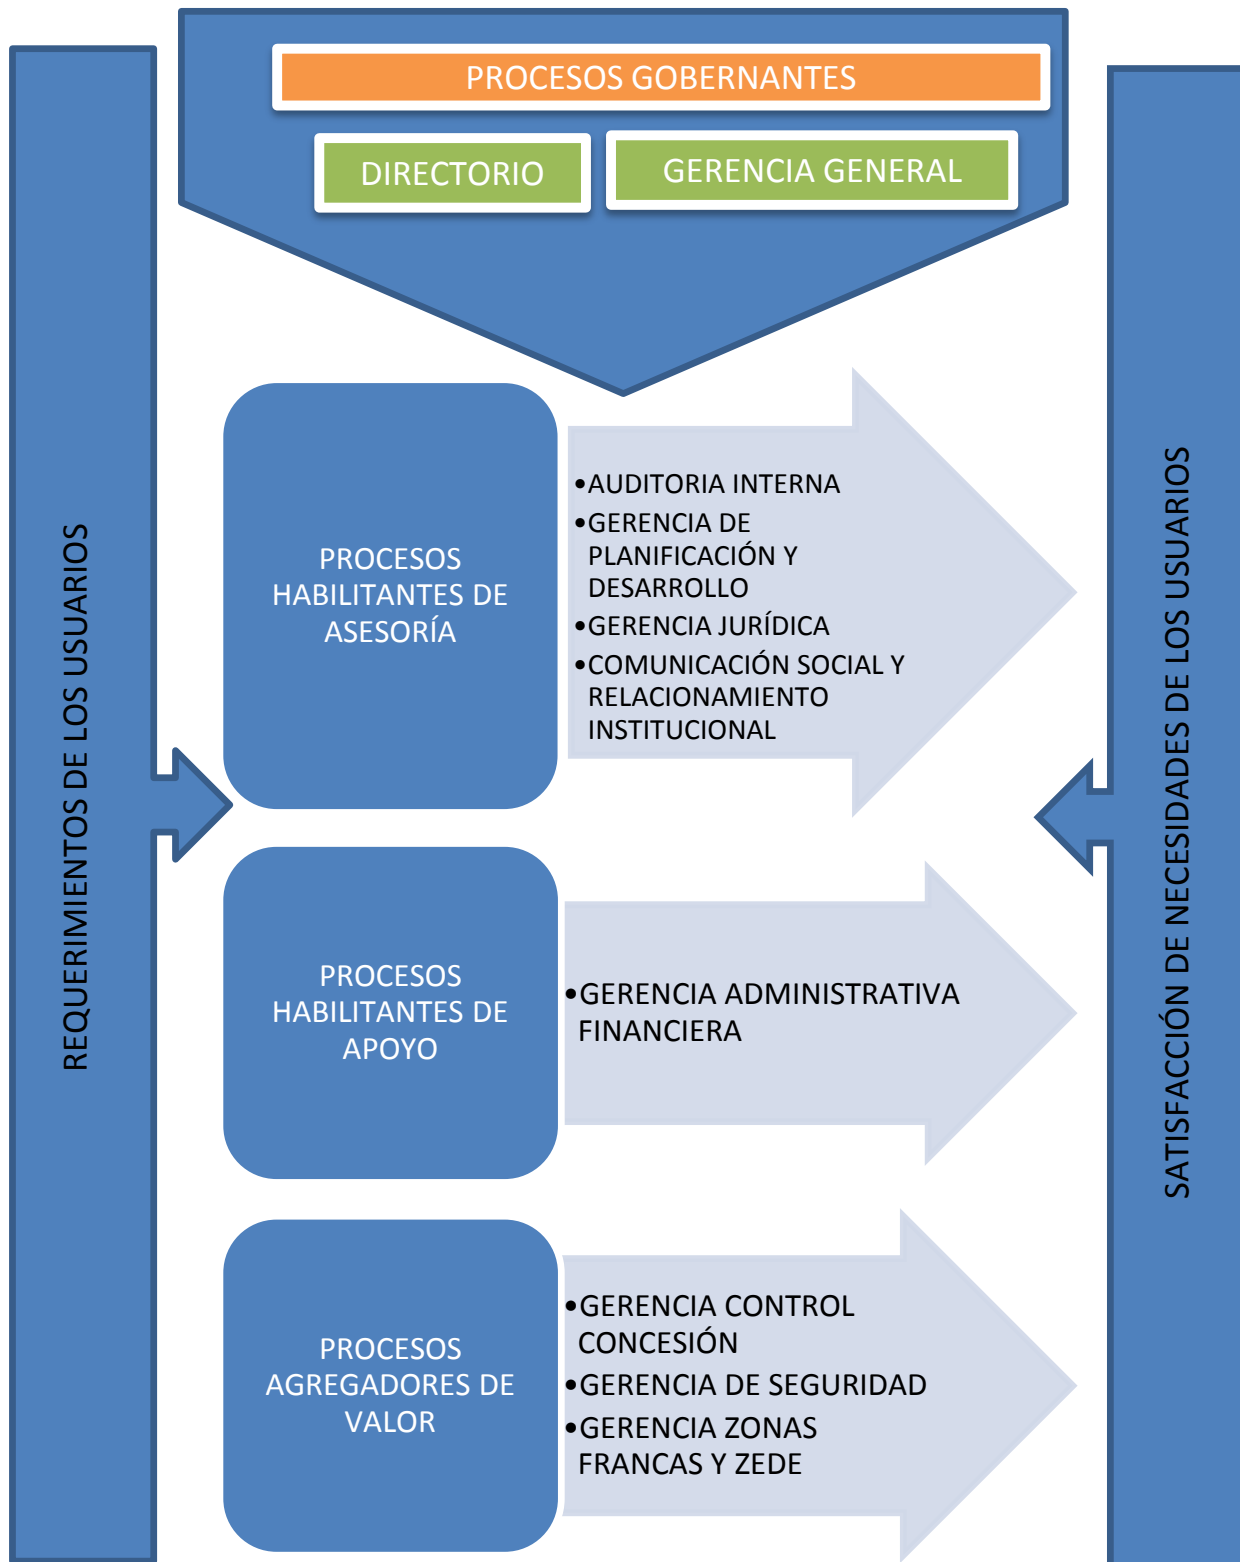 PROCESOS GOBERNANTES
DIRECTORIO
GERENCIA GENERAL
REQUERIMIENTOS DE LOS USUARIOS
PROCESOS
HABILITANTES DE
ASESORÍA
•AUDITORIA INTERNA
•GERENCIA DE
PLANIFICACIÓN Y
DESARROLLO
•GERENCIA JURÍDICA
•COMUNICACIÓN SOCIAL Y
RELACIONAMIENTO
INSTITUCIONAL
PROCESOS
HABILITANTES DE
APOYO
•GERENCIA ADMINISTRATIVA
FINANCIERA
PROCESOS
AGREGADORES DE
VALOR
•GERENCIA CONTROL
CONCESIÓN
•GERENCIA DE SEGURIDAD
•GERENCIA ZONAS
FRANCAS Y ZEDE
SATISFACCIÓN DE NECESIDADES DE LOS USUARIOS